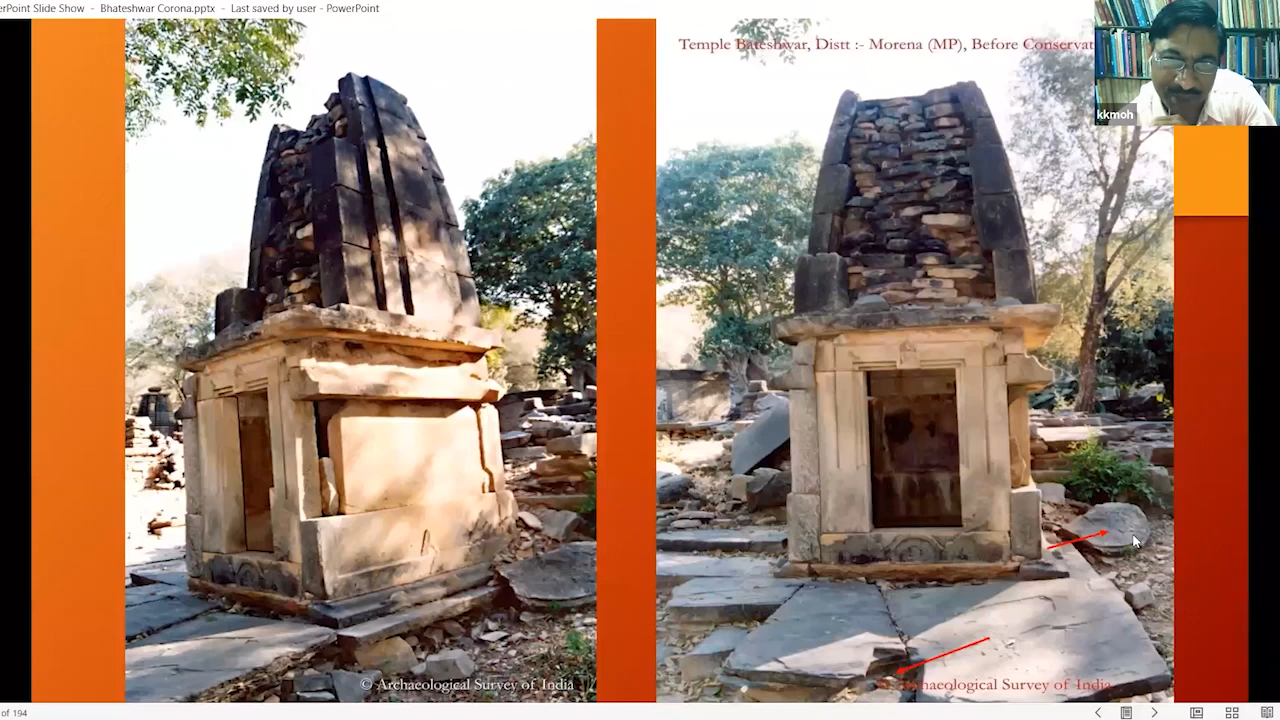 erPoint Slide Show - Bhateshwar Corona.pptx - Last saved by user - PowerPoint
Temple Bateshwar, Distt :- Morena (MP), Before Conservat
kkmoh
© Archaeological Survey of India
Archaeological Survey of India
of 194